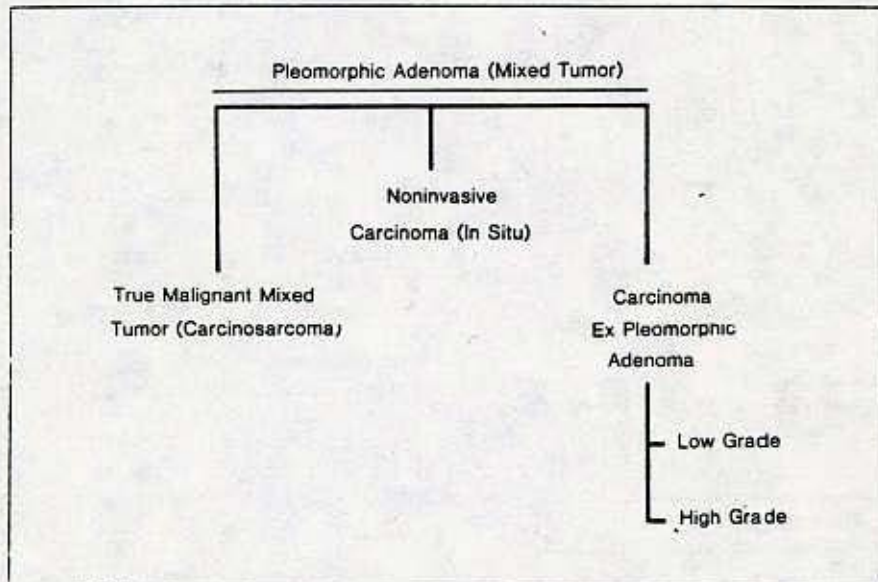 Pleomorphic Adenoma (Mixed Tumor)
Noninvasive
Carcinoma (In Situ)
True Malignant Mixed
Tumor (Carcinosarcoma)
Carcinoma
Ex Pleomorphic
Adenoma
Low Grade
High Grade